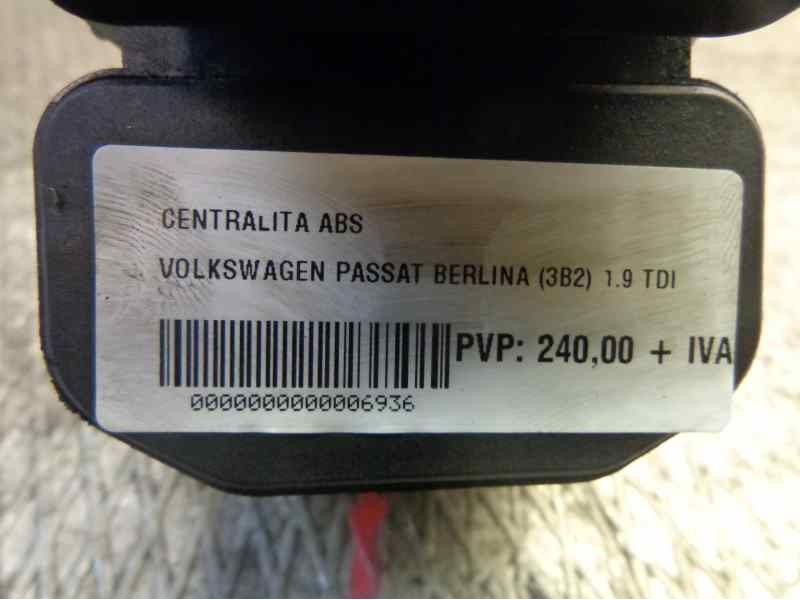 CENTRALITA ABS
VOLKSWAGEN PASSAT BERLINA (3B2) 1.9 TDI
PVP: 240,00 + IVA
0000000000006936